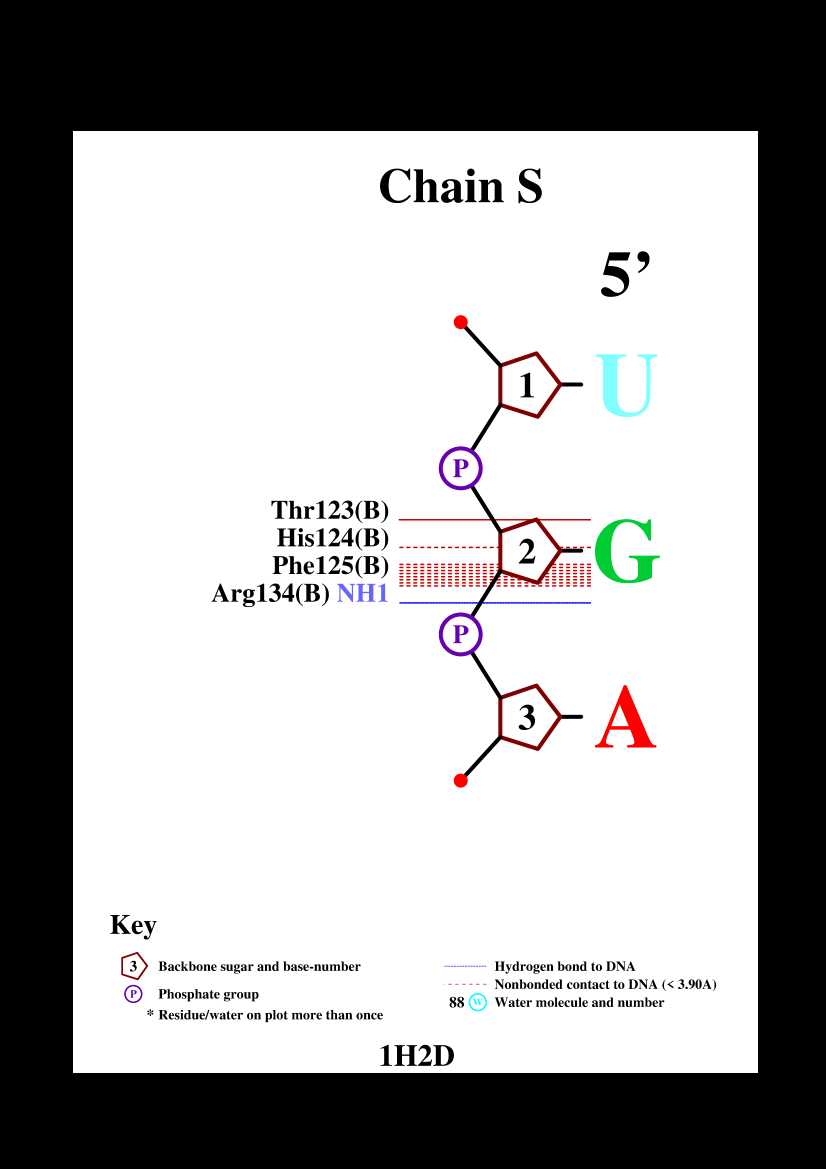 Chain S
5’
1 U
P
Thr123(B)
His124(B)
2 G
Phe125(B)
Arg134(B) NH1
P
3 A
Key
3 Backbone sugar and base-number
P Phosphate group
* Residue/water on plot more than once
Hydrogen bond to DNA
Nonbonded contact to DNA (< 3.90A)
88 W Water molecule and number
1H2D